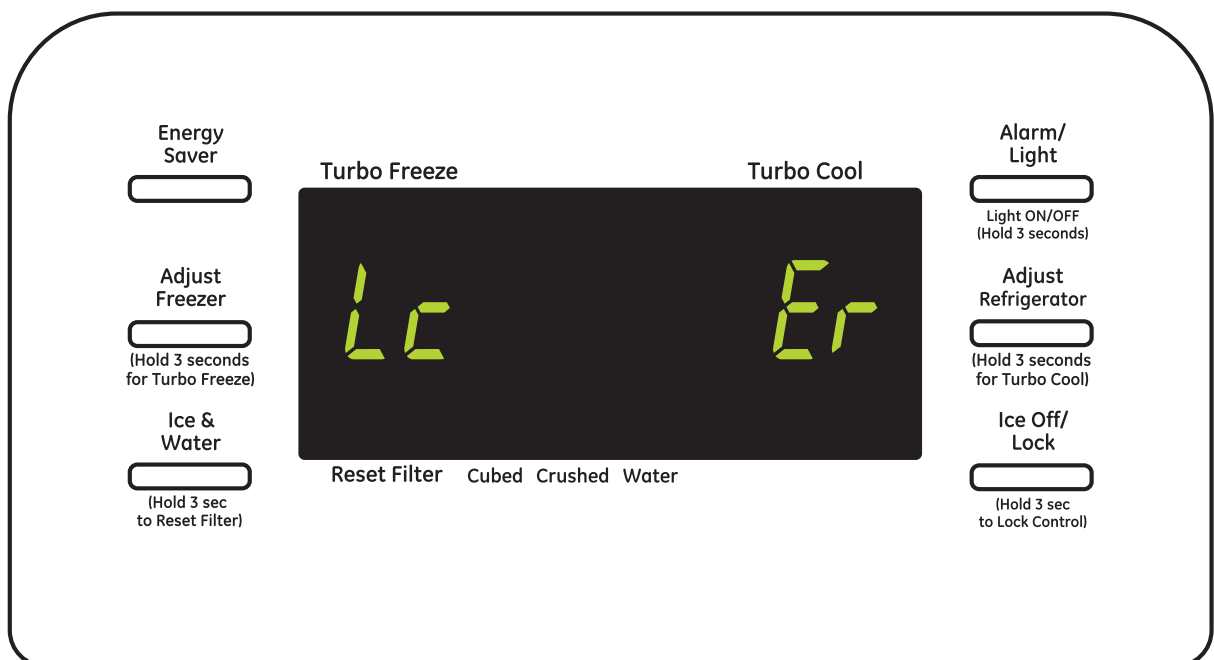 Energy
Saver
Turbo Freeze
Turbo Cool
Alarm/
Light
Light ON/OFF
(Hold 3 seconds)
Adjust
Freezer
(Hold 3 seconds
for Turbo Freeze)
Lc
Er
Adjust
Refrigerator
(Hold 3 seconds
for Turbo Cool)
Ice &
Water
(Hold 3 sec
to Reset Filter)
Reset Filter
Cubed
Crushed
Water
Ice Off/
Lock
(Hold 3 sec
to Lock Control)